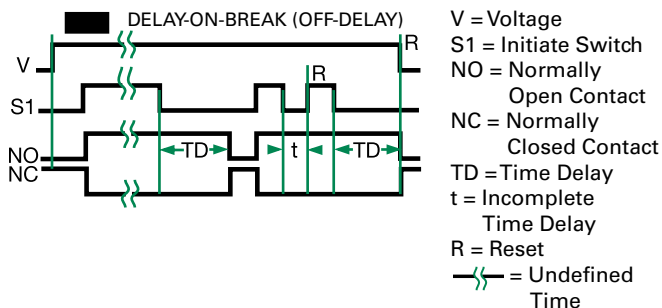 DELAY-ON-BREAK (OFF-DELAY)
V
R
S1
R
NO
NC
TD
t
TD
V = Voltage
S1 = Initiate Switch
NO = Normally
Open Contact
NC = Normally
Closed Contact
TD = Time Delay
t = Incomplete
Time Delay
R = Reset
= Undefined
Time